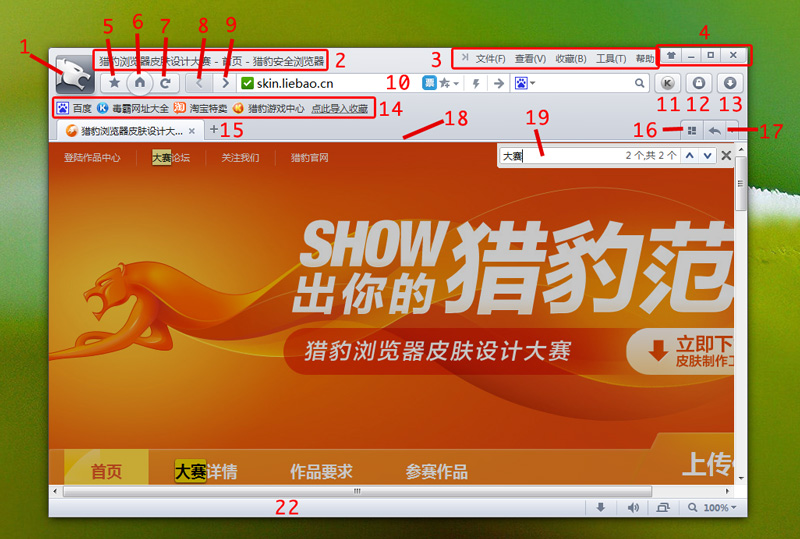 1
猎豹浏览器皮肤设计大赛 - 首页 - 猎豹安全浏览器 2
3 文件(F) 查看(V) 收藏(B) 工具(T) 帮助
4
5 6 7 8 9
skin.liebao.cn 10 票
11 12 13
百度 毒霸网址大全 淘 淘宝特卖 猎豹游戏中心 点此导入收藏 14
猎豹浏览器皮肤设计大... 15
16 17
18
19
大赛 2 个,共 2 个
登陆作品中心 大赛论坛 关注我们 猎豹官网
SHOW
出你的 猎豹范
猎豹浏览器皮肤设计大赛
立即下
皮肤制作工
首页 大赛详情 作品要求 参赛作品 上传
22
100%